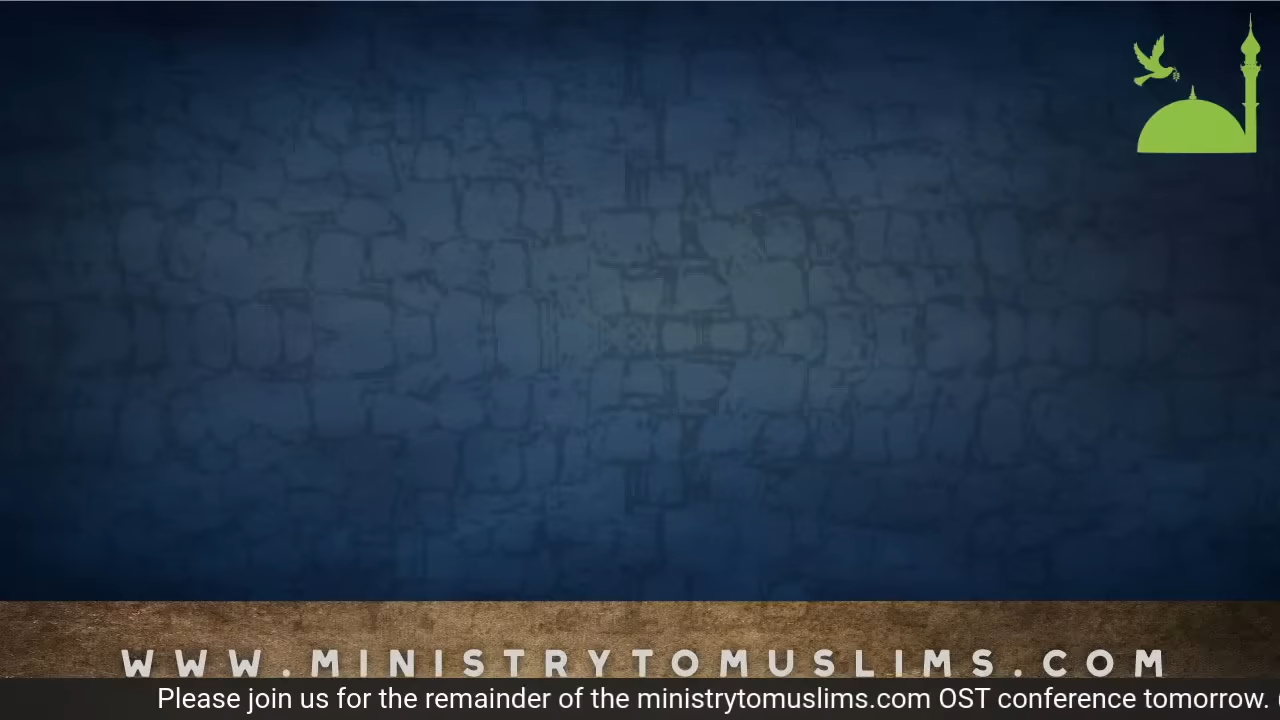 WWW.MINISTRYTOMUSLIMS.COM
Please join us for the remainder of the ministrytomuslims.com OST conference tomorrow.